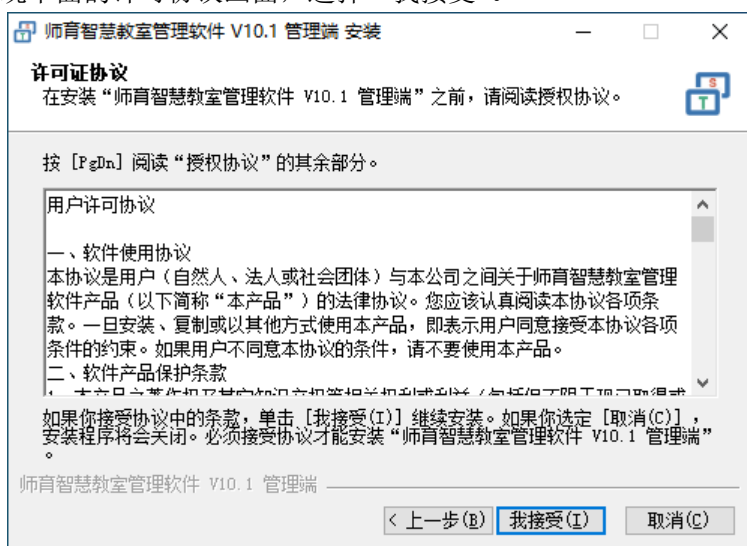 师育智慧教室管理软件 V10.1 管理端 安装
许可证协议
在安装“师育智慧教室管理软件 V10.1 管理端”之前，请阅读授权协议。
S
T
按 [PgDn] 阅读“授权协议”的其余部分。
用户许可协议
一、软件使用协议
本协议是用户（自然人、法人或社会团体）与本公司之间关于师育智慧教室管理
软件产品（以下简称“本产品”）的法律协议。您应该认真阅读本协议各项条
款。一旦安装、复制或以其他方式使用本产品，即表示用户同意接受本协议各项
条件的约束。如果用户不同意本协议的条件，请不要使用本产品。
二、软件产品保护条款
如果你接受协议中的条款，单击 [我接受(I)] 继续安装。如果你选定 [取消(C)] ，
安装程序将会关闭。必须接受协议才能安装“师育智慧教室管理软件 V10.1 管理端”
。
师育智慧教室管理软件 V10.1 管理端
< 上一步(B)
我接受(I)
取消(C)